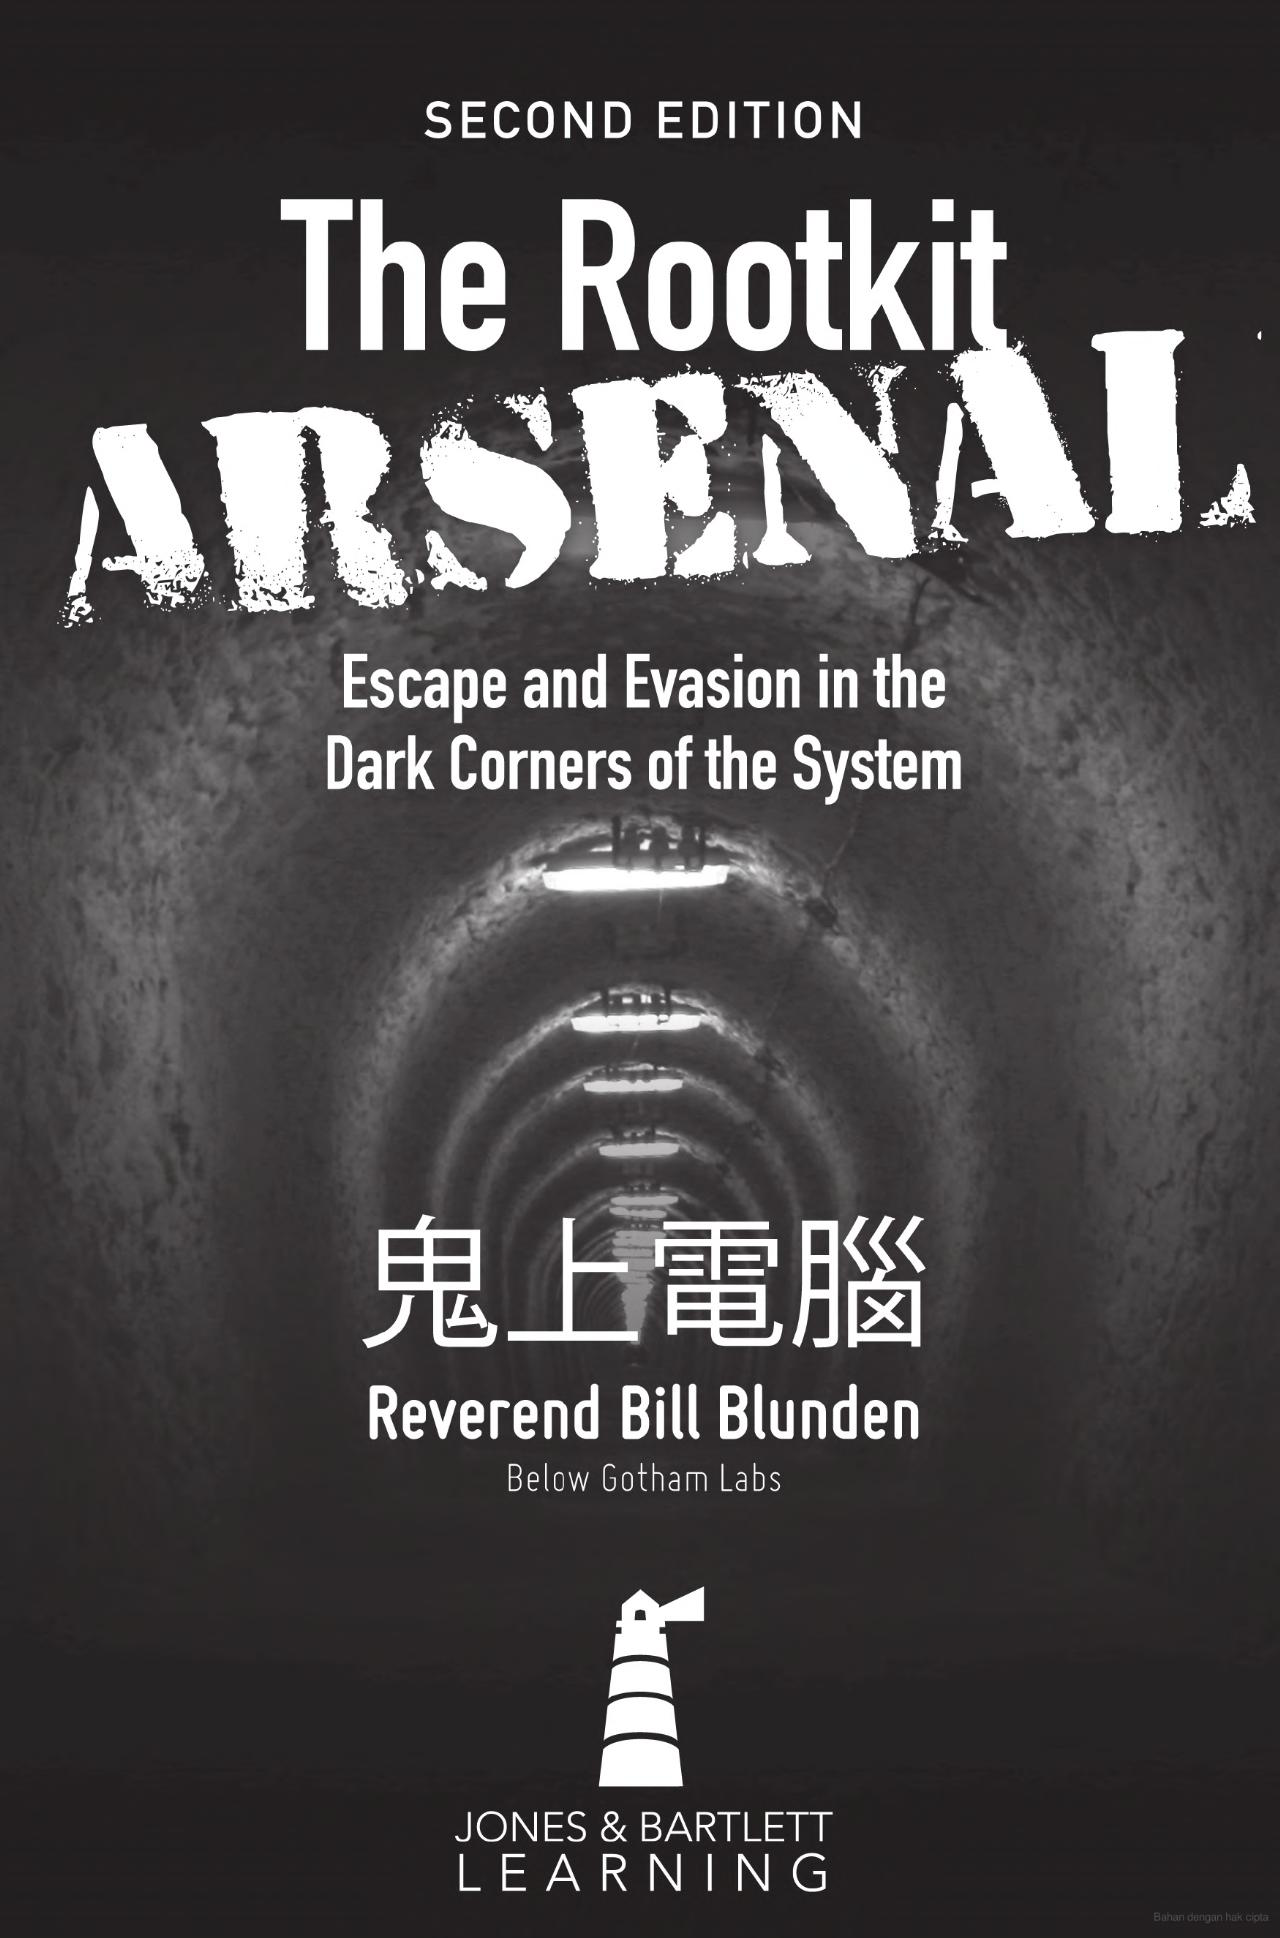 SECOND EDITION
The Rootkit
ARSENAL
Escape and Evasion in the
Dark Corners of the System
鬼上電腦
Reverend Bill Blunden
Below Gotham Labs
JONES & BARTLETT
LEARNING
Bahan dengan hak cipta